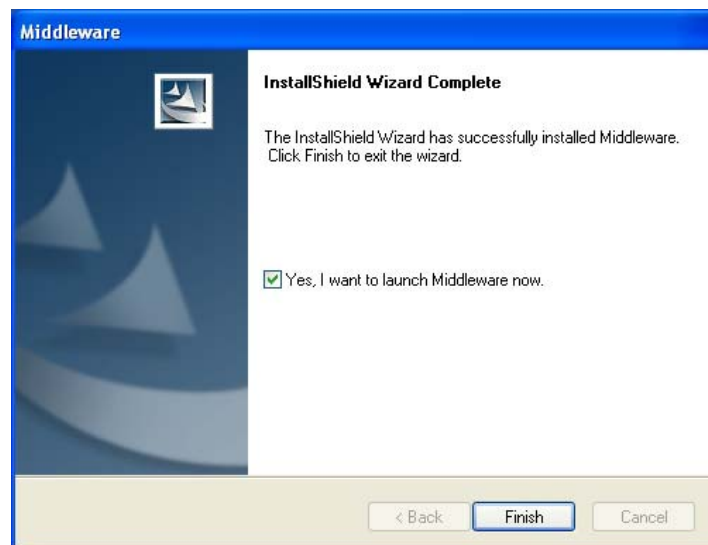 Middleware
InstallShield Wizard Complete
The InstallShield Wizard has successfully installed Middleware.
Click Finish to exit the wizard.
Yes, I want to launch Middleware now.
< Back
Finish
Cancel